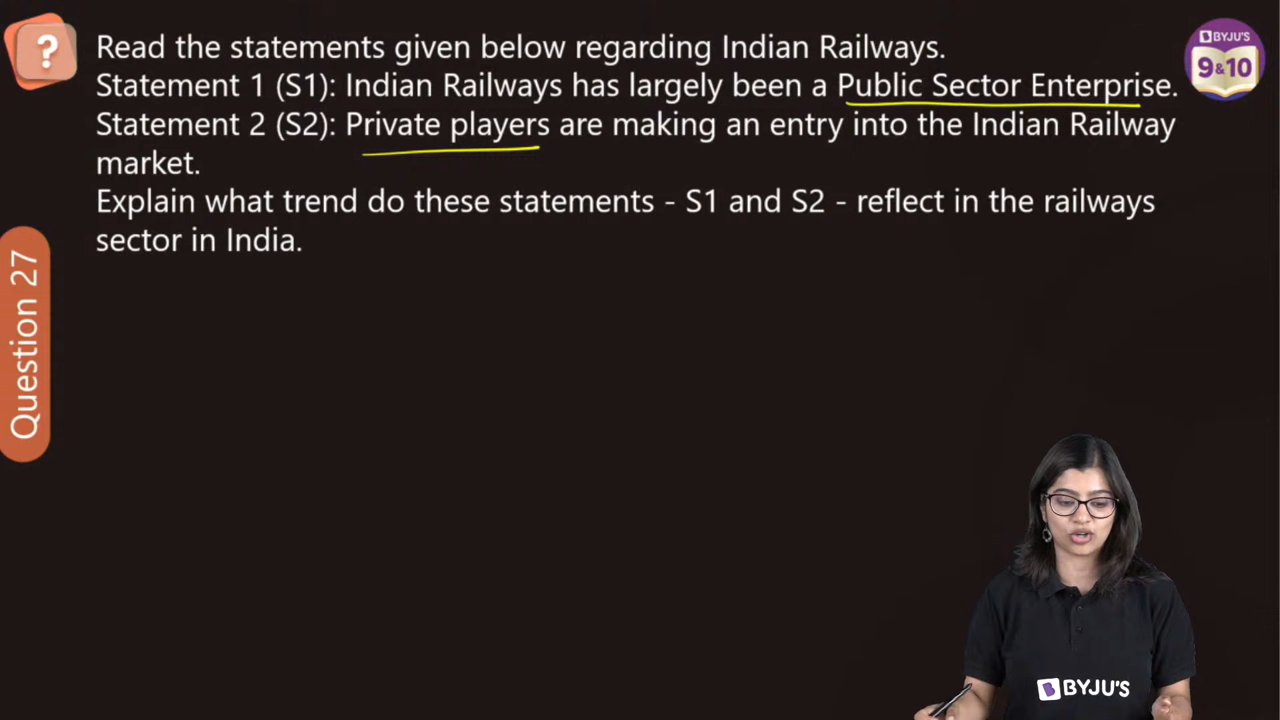 ?
Read the statements given below regarding Indian Railways.
Statement 1 (S1): Indian Railways has largely been a Public Sector Enterprise.
Statement 2 (S2): Private players are making an entry into the Indian Railway
market.
Explain what trend do these statements - S1 and S2 - reflect in the railways
sector in India.
BYJU'S
9&10
Question 27
BYJU'S